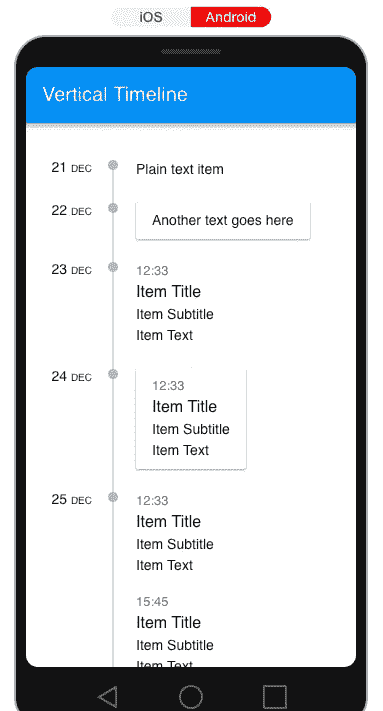 iOS Android
Vertical Timeline
21 DEC Plain text item
22 DEC Another text goes here
23 DEC 12:33
Item Title
Item Subtitle
Item Text
24 DEC 12:33
Item Title
Item Subtitle
Item Text
25 DEC 12:33
Item Title
Item Subtitle
Item Text
15:45
Item Title
Item Subtitle
Item Text